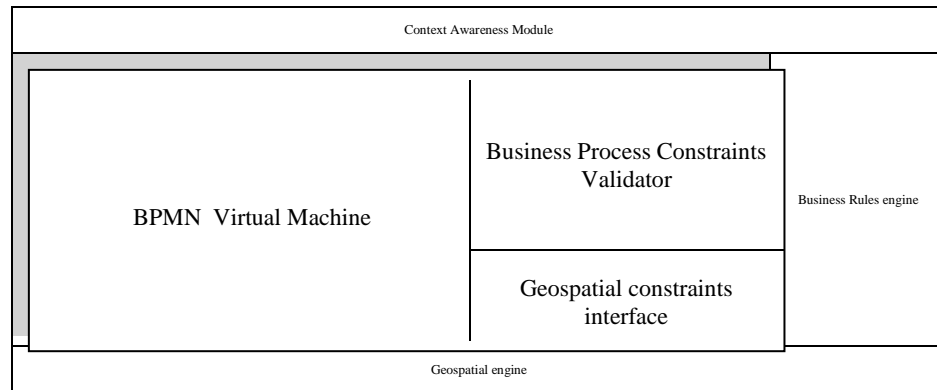 Context Awareness Module
Business Process Constraints
Validator
BPMN  Virtual Machine
Business Rules engine
Geospatial constraints
interface
Geospatial engine